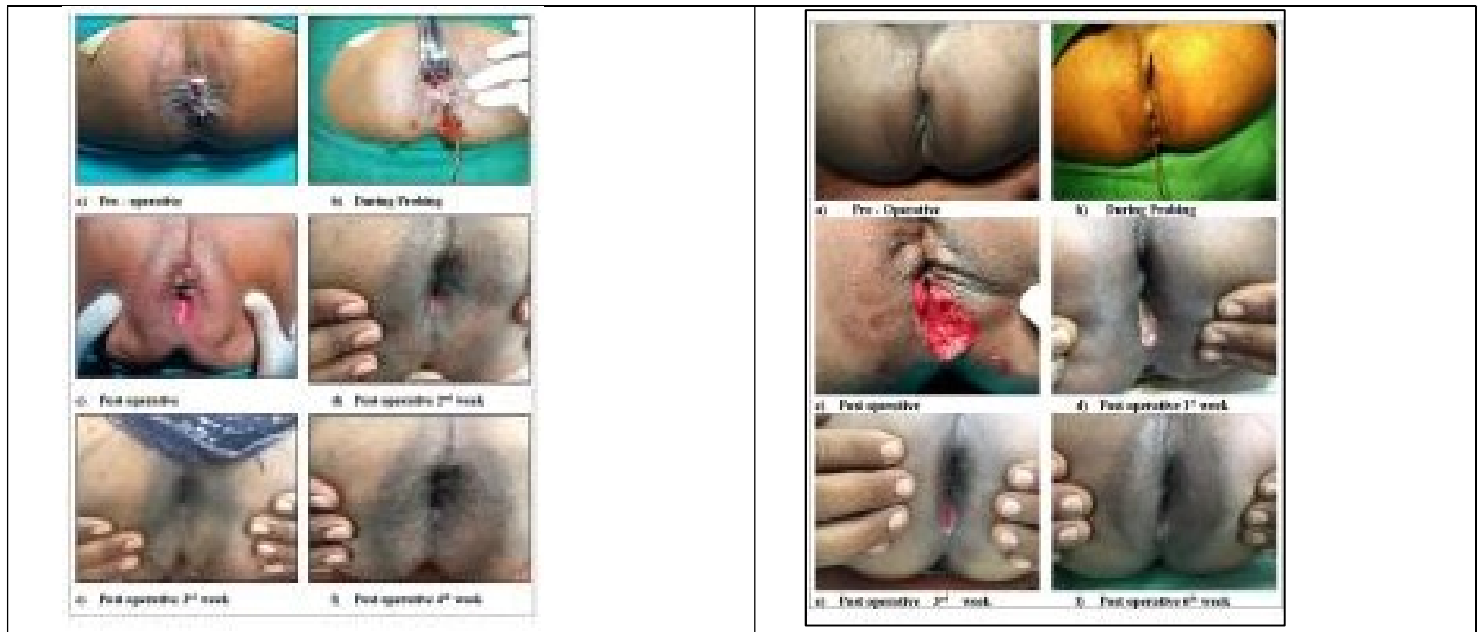 a) Pre - operative
b) During Probing
c) Post operative
d) Post operative 2nd week
e) Post operative 3rd week
f) Post operative 4th week
a) Pre - Operative
b) During Probing
c) Post operative
d) Post operative 1st week
e) Post operative week
f) Post operative 6th week